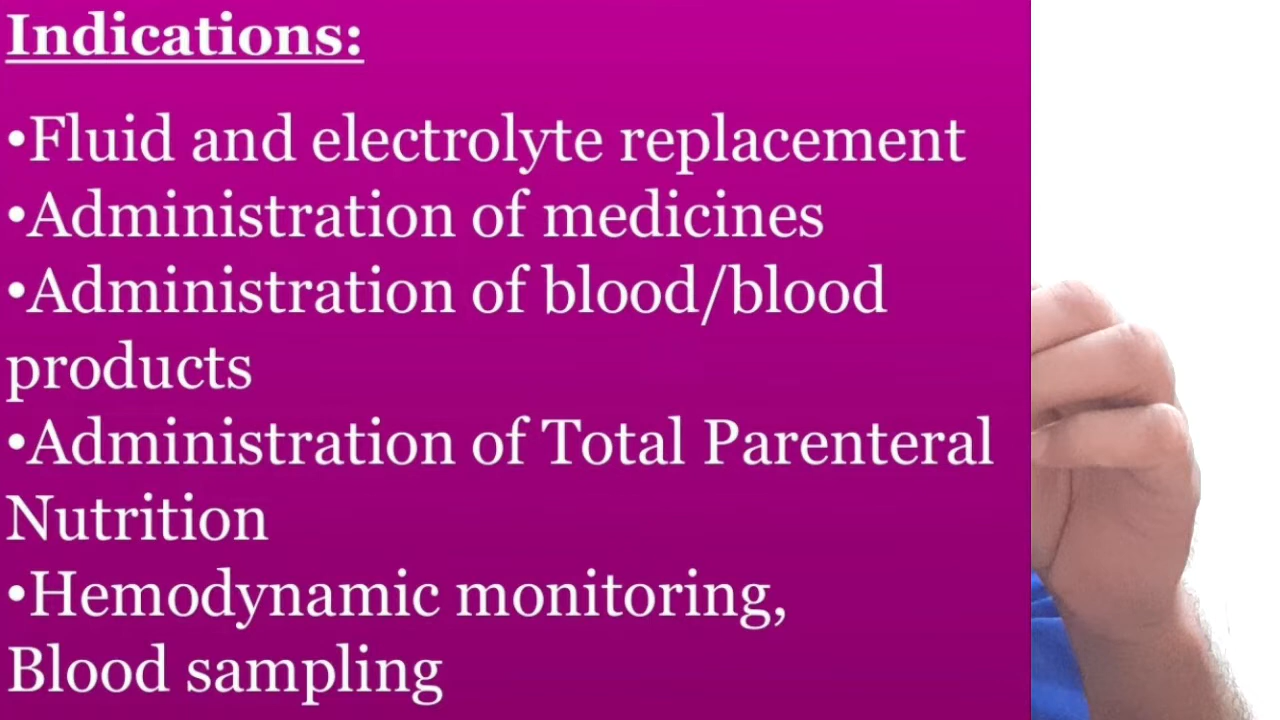 Indications:
•Fluid and electrolyte replacement
•Administration of medicines
•Administration of blood/blood
products
•Administration of Total Parenteral
Nutrition
•Hemodynamic monitoring,
Blood sampling